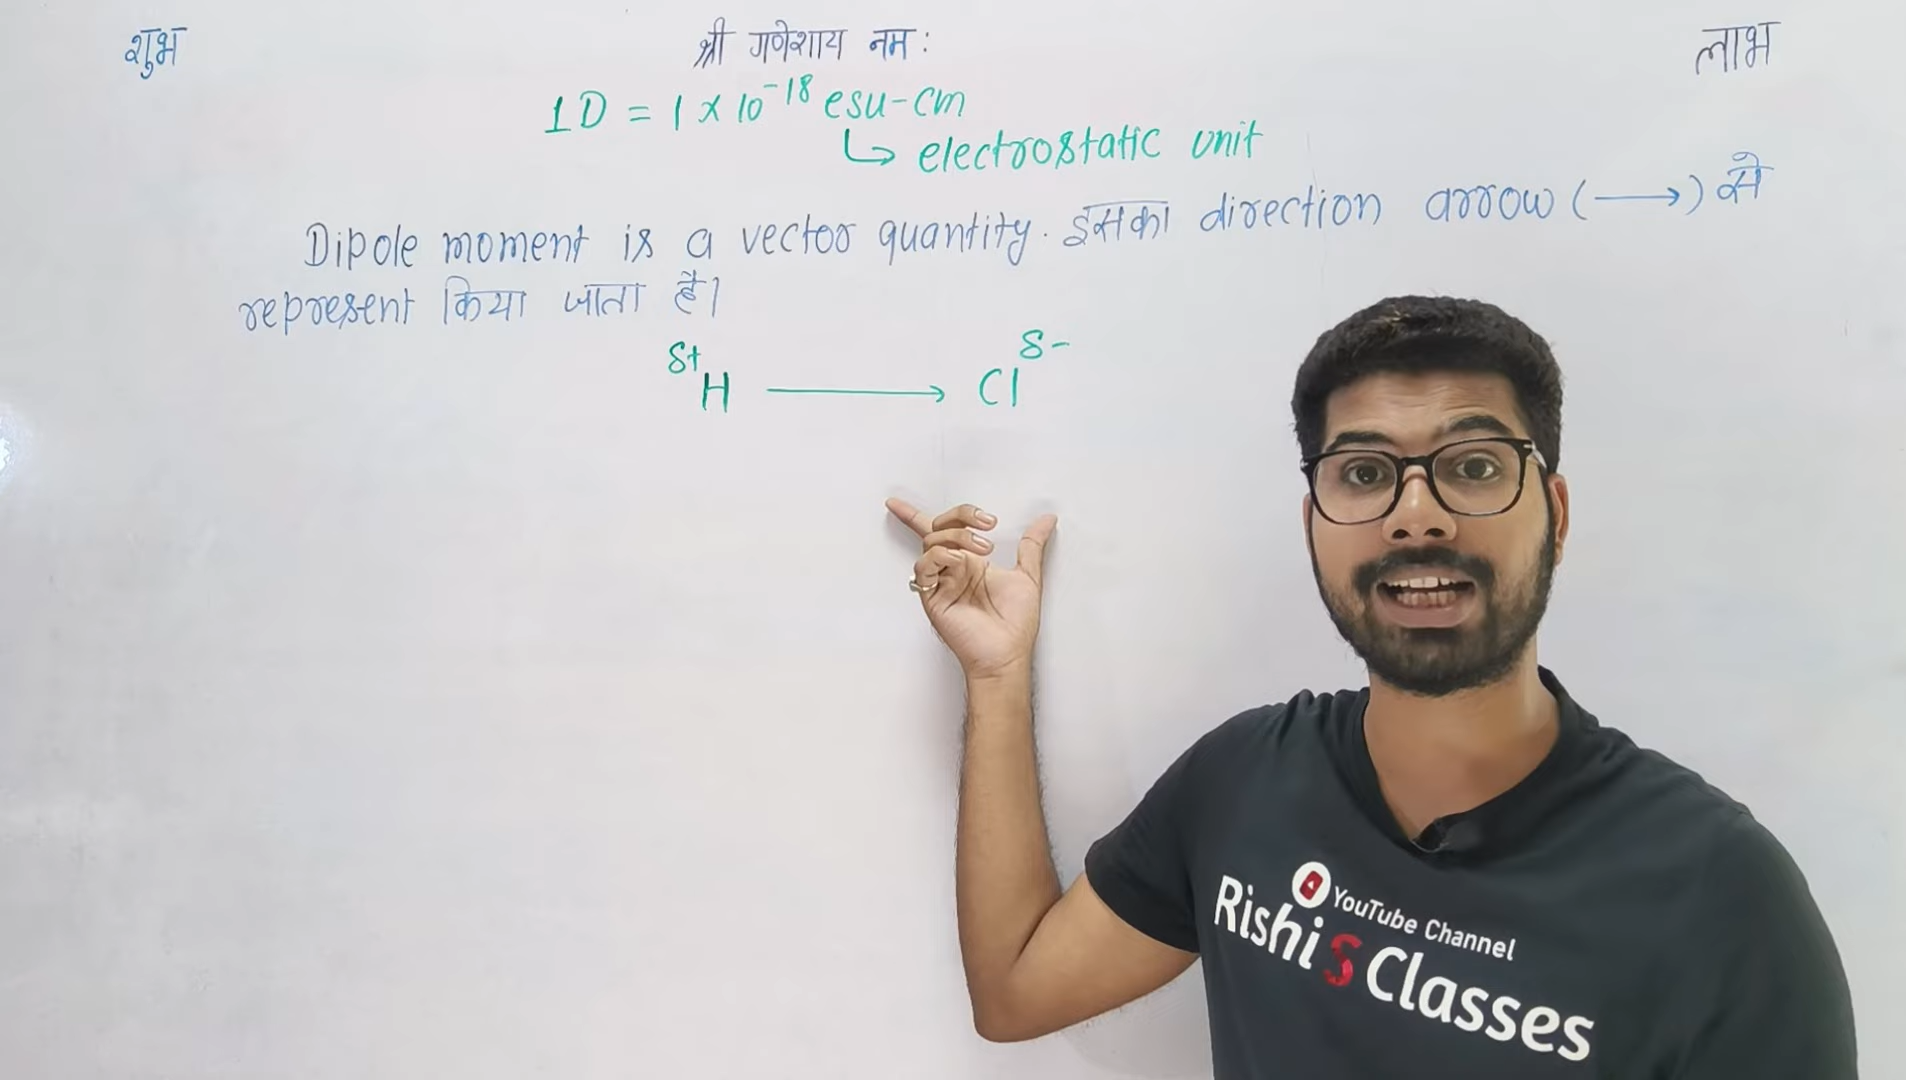 शुभ श्री गणेशाय नमः लाभ
1D = 1 × 10⁻¹⁸ esu-cm
↳ electrostatic unit
Dipole moment is a vector quantity. इसका direction arrow (⟶) से
represent किया जाता है।
δ+H ⟶ Clδ-
YouTube Channel
Rishi S Classes